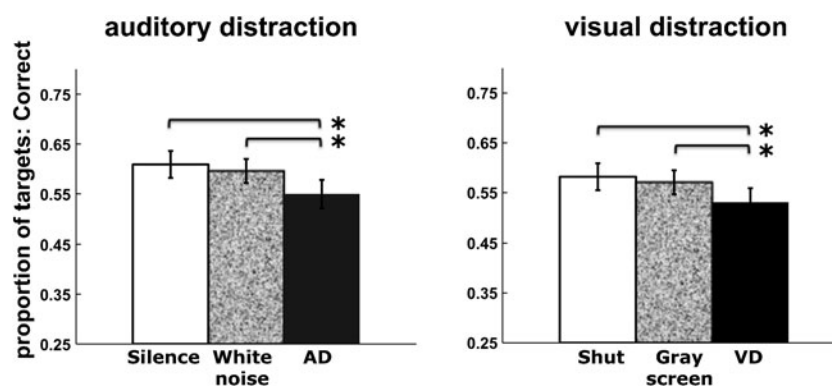 auditory distraction
proportion of targets: Correct
0.75
0.65
0.55
0.45
0.35
0.25
*
*
Silence White AD
noise
visual distraction
0.75
0.65
0.55
0.45
0.35
0.25
*
*
Shut Gray VD
screen